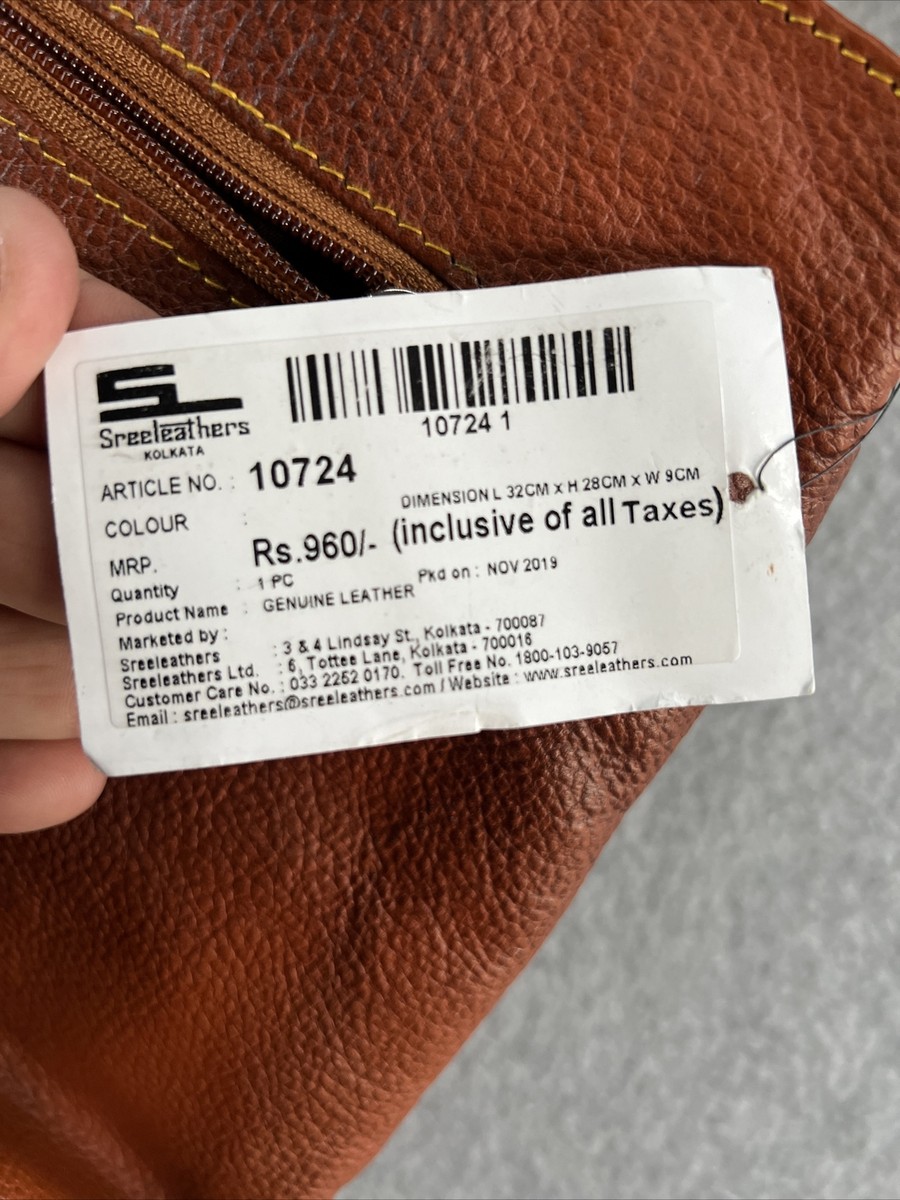 SL
Sreeleathers
KOLKATA
10724 1
ARTICLE NO. : 10724
DIMENSION L 32CM x H 28CM x W 9CM
COLOUR :
MRP. Rs.960/- (inclusive of all Taxes)
Quantity : 1 PC Pkd on : NOV 2019
Product Name : GENUINE LEATHER
Marketed by :
Sreeleathers : 3 & 4 Lindsay St., Kolkata - 700087
Sreeleathers Ltd. : 6, Tottee Lane, Kolkata - 700016
Customer Care No. : 033 2252 0170. Toll Free No. 1800-103-9057
Email : sreeleathers@sreeleathers.com / Website : www.sreeleathers.com